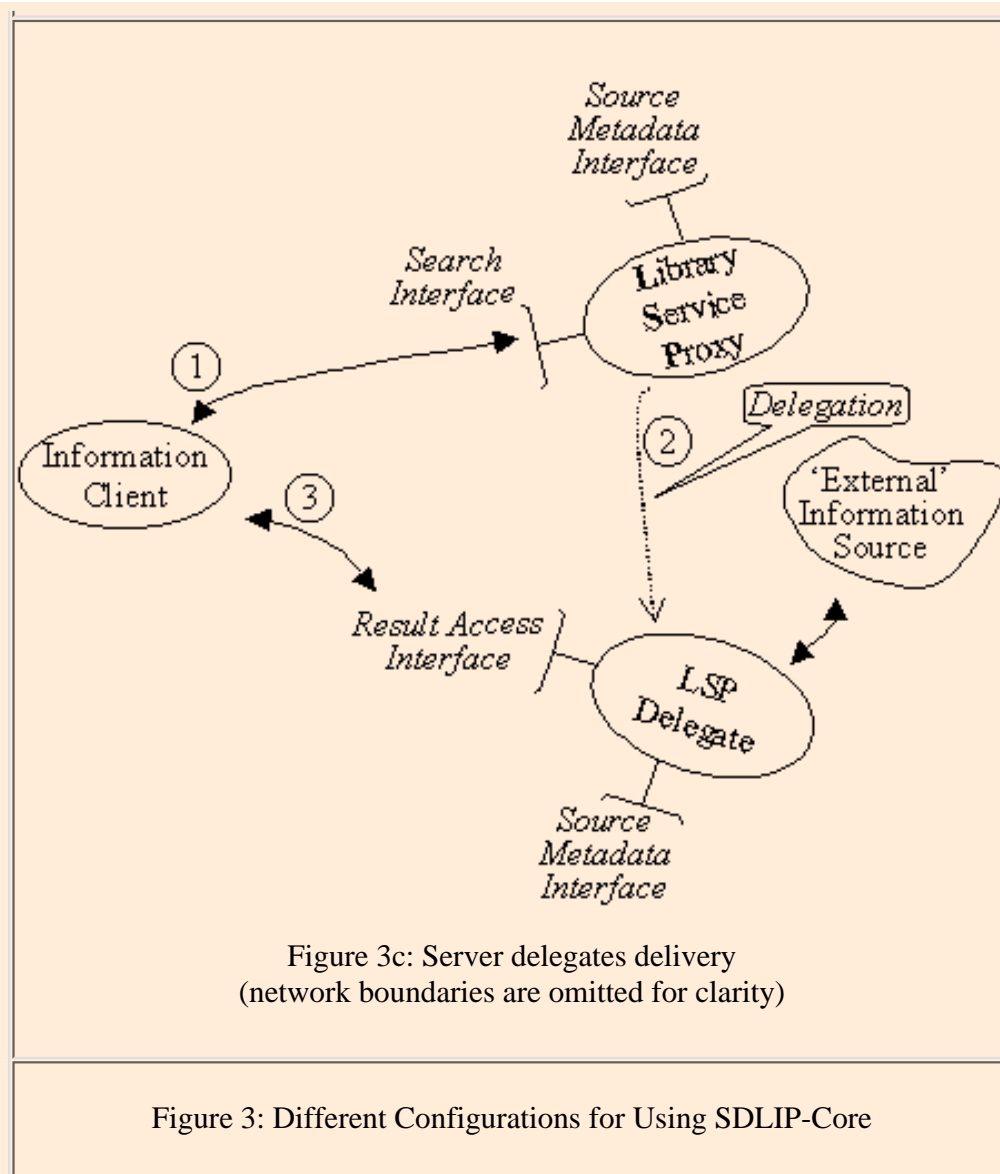 Source
Metadata
Interface
Search
Interface
Library
Service
Proxy
1
Delegation
2
Information
Client
'External'
Information
Source
3
Result Access
Interface
LSP
Delegate
Source
Metadata
Interface
Figure 3c: Server delegates delivery
(network boundaries are omitted for clarity)
Figure 3: Different Configurations for Using SDLIP-Core